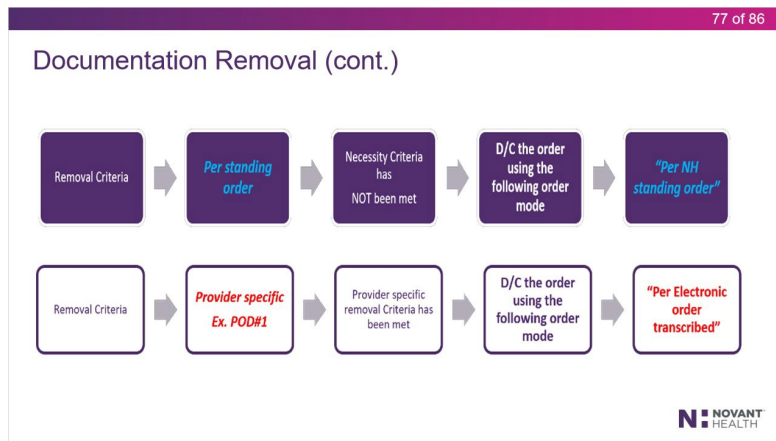 77 of 86
Documentation Removal (cont.)
Removal Criteria
Per standing
order
Necessity Criteria
has
NOT been met
D/C the order
using the
following order
mode
"Per NH
standing order"
Removal Criteria
Provider specific
Ex. POD#1
Provider specific
removal Criteria has
been met
D/C the order
using the
following order
mode
"Per Electronic
order
transcribed"
NOVANT
HEALTH